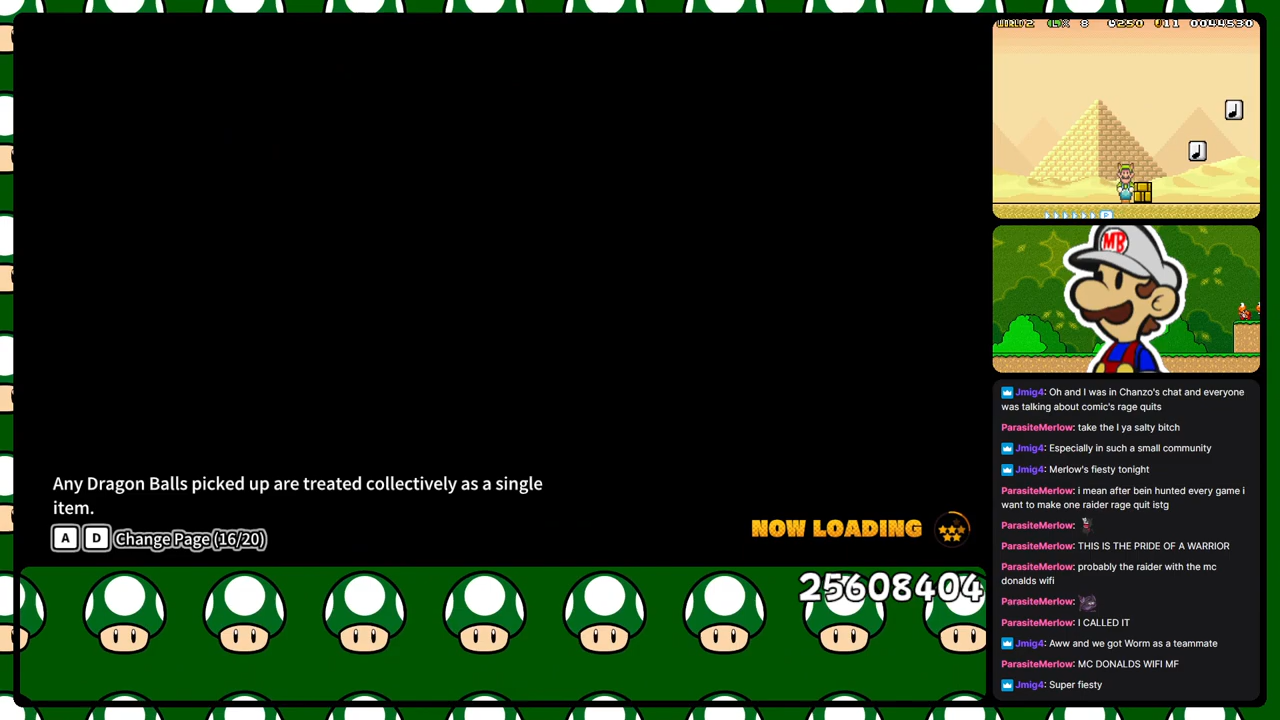 Any Dragon Balls picked up are treated collectively as a single
item.
A D Change Page (16/20)
NOW LOADING
25608404
8 250 11 0044530
P
MB
Jmig4: Oh and I was in Chanzo's chat and everyone
was talking about comic's rage quits
ParasiteMerlow: take the l ya salty bitch
Jmig4: Especially in such a small community
Jmig4: Merlow's fiesty tonight
ParasiteMerlow: i mean after bein hunted every game i
want to make one raider rage quit istg
ParasiteMerlow:
ParasiteMerlow: THIS IS THE PRIDE OF A WARRIOR
ParasiteMerlow: probably the raider with the mc
donalds wifi
ParasiteMerlow:
ParasiteMerlow: I CALLED IT
Jmig4: Aww and we got Worm as a teammate
ParasiteMerlow: MC DONALDS WIFI MF
Jmig4: Super fiesty